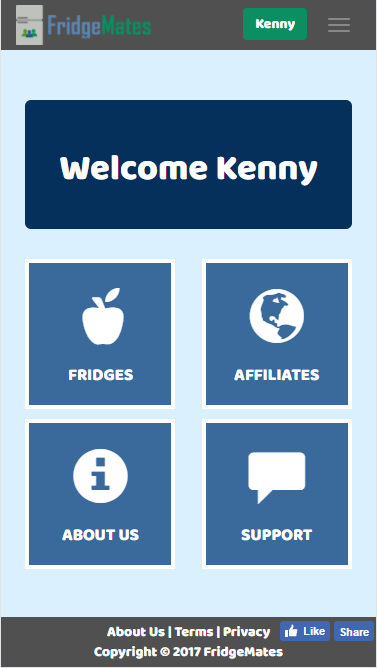 FridgeMates
Kenny
Welcome Kenny
FRIDGES
AFFILIATES
ABOUT US
SUPPORT
About Us | Terms | Privacy
Like
Share
Copyright © 2017 FridgeMates